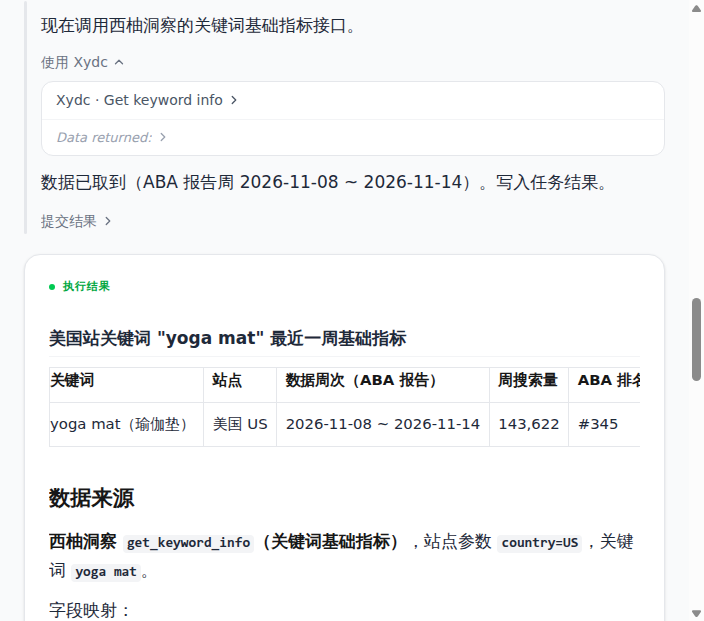 现在调用西柚洞察的关键词基础指标接口。
使用 Xydc
Xydc · Get keyword info
Data returned:
数据已取到（ABA 报告周 2026-11-08 ~ 2026-11-14）。写入任务结果。
提交结果
执行结果
美国站关键词 "yoga mat" 最近一周基础指标
关键词 站点 数据周次（ABA 报告） 周搜索量 ABA 排名
yoga mat（瑜伽垫） 美国 US 2026-11-08 ~ 2026-11-14 143,622 #345
数据来源
西柚洞察 get_keyword_info（关键词基础指标），站点参数 country=US，关键
词 yoga mat。
字段映射：